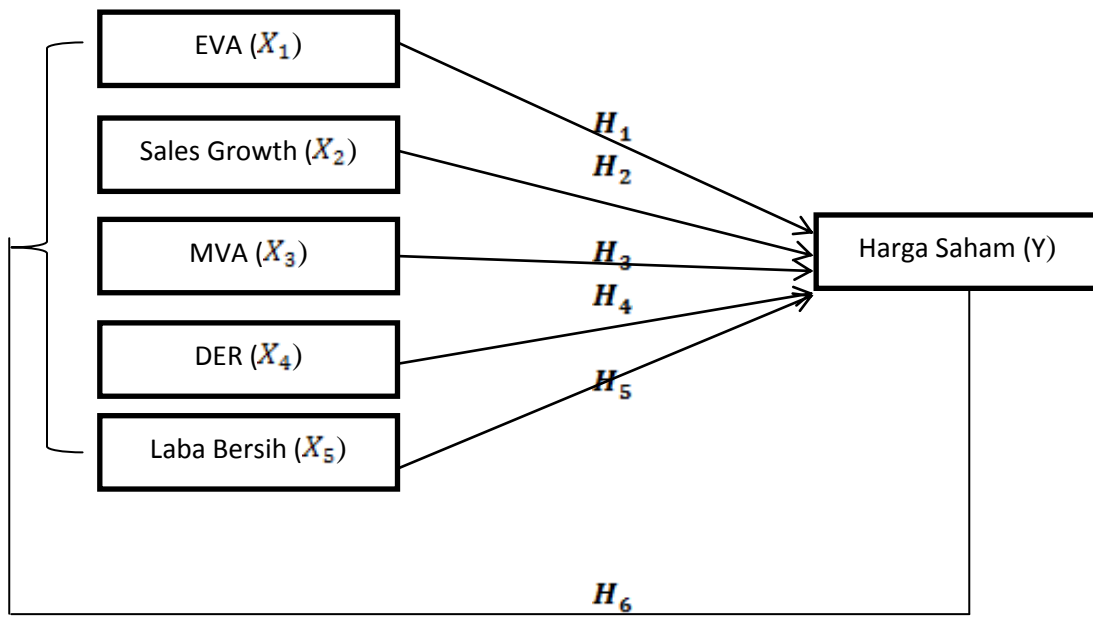 EVA (X₁)
H₁
Sales Growth (X₂)
H₂
MVA (X₃)
H₃
Harga Saham (Y)
H₄
DER (X₄)
H₅
Laba Bersih (X₅)
H₆